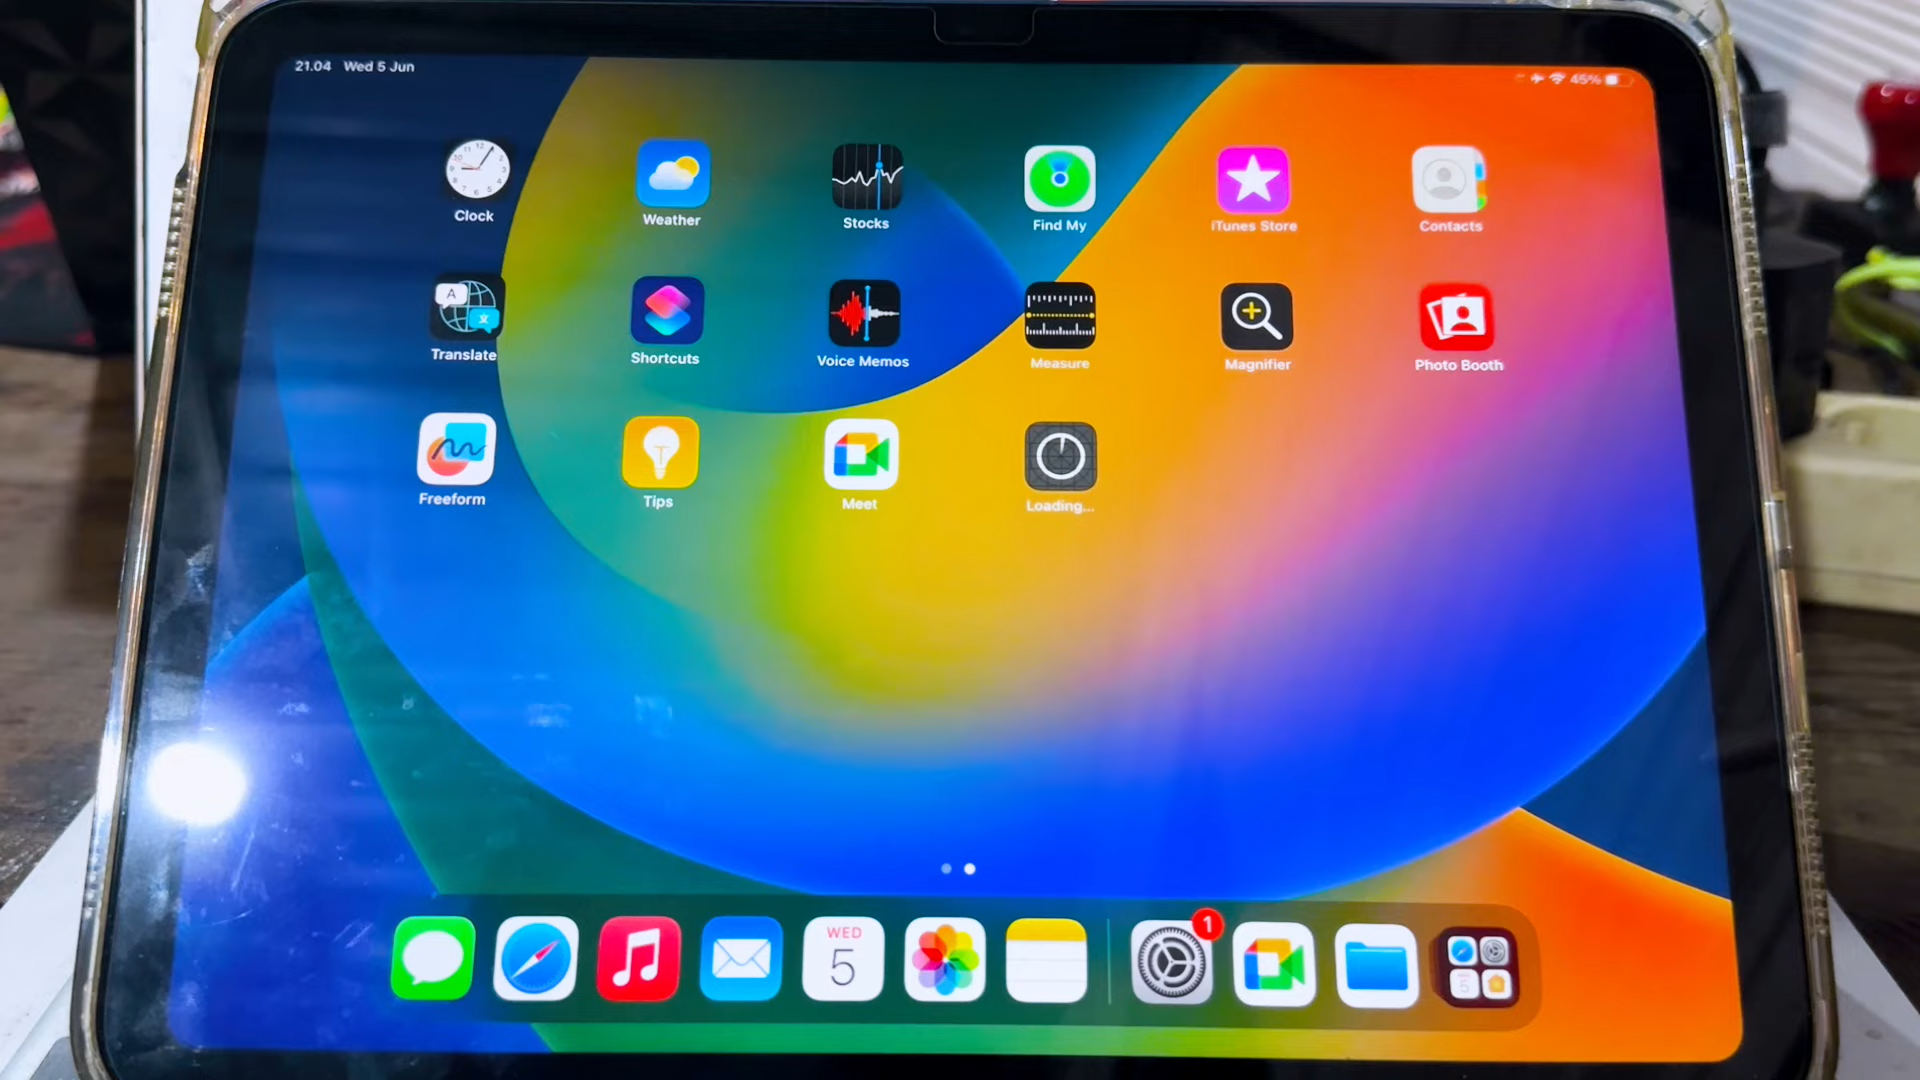 21.04 Wed 5 Jun
45%
Clock
Weather
Stocks
Find My
iTunes Store
Contacts
Translate
Shortcuts
Voice Memos
Measure
Magnifier
Photo Booth
Freeform
Tips
Meet
Loading...
WED
5
1